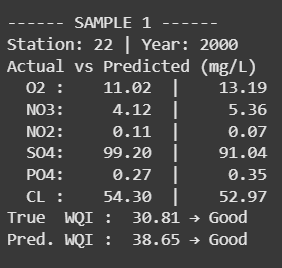 ------ SAMPLE 1 ------
Station: 22 | Year: 2000
Actual vs Predicted (mg/L)
O2 : 11.02 | 13.19
NO3: 4.12 | 5.36
NO2: 0.11 | 0.07
SO4: 99.20 | 91.04
PO4: 0.27 | 0.35
CL : 54.30 | 52.97
True WQI : 30.81 → Good
Pred. WQI : 38.65 → Good